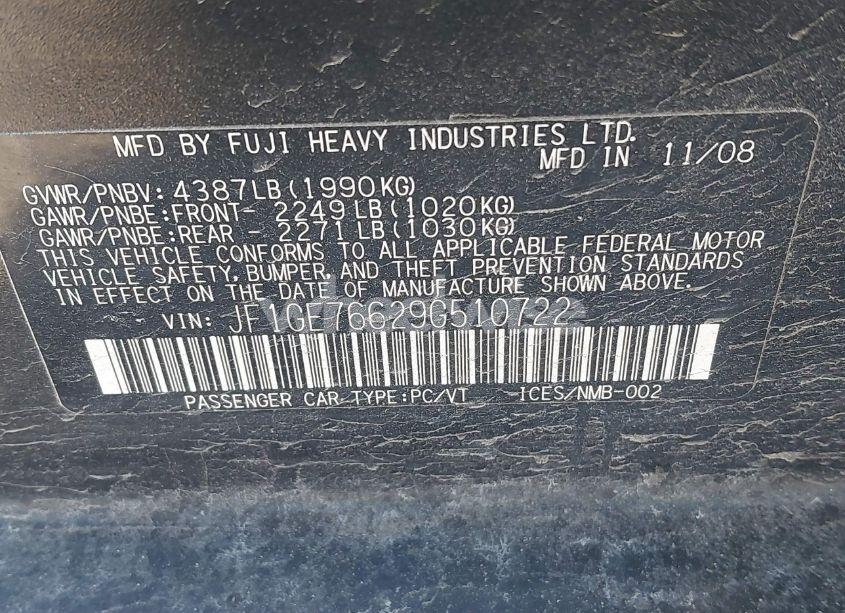 MFD BY FUJI HEAVY INDUSTRIES LTD.
MFD IN 11/08
GVWR/PNBV: 4387LB(1990KG)
GAWR/PNBE:FRONT- 2249LB(1020KG)
GAWR/PNBE:REAR - 2271LB(1030KG)
THIS VEHICLE CONFORMS TO ALL APPLICABLE FEDERAL MOTOR
VEHICLE SAFETY, BUMPER, AND THEFT PREVENTION STANDARDS
IN EFFECT ON THE DATE OF MANUFACTURE SHOWN ABOVE.
VIN: JF1GE76629G510722
PASSENGER CAR TYPE:PC/VT ICES/NMB-002